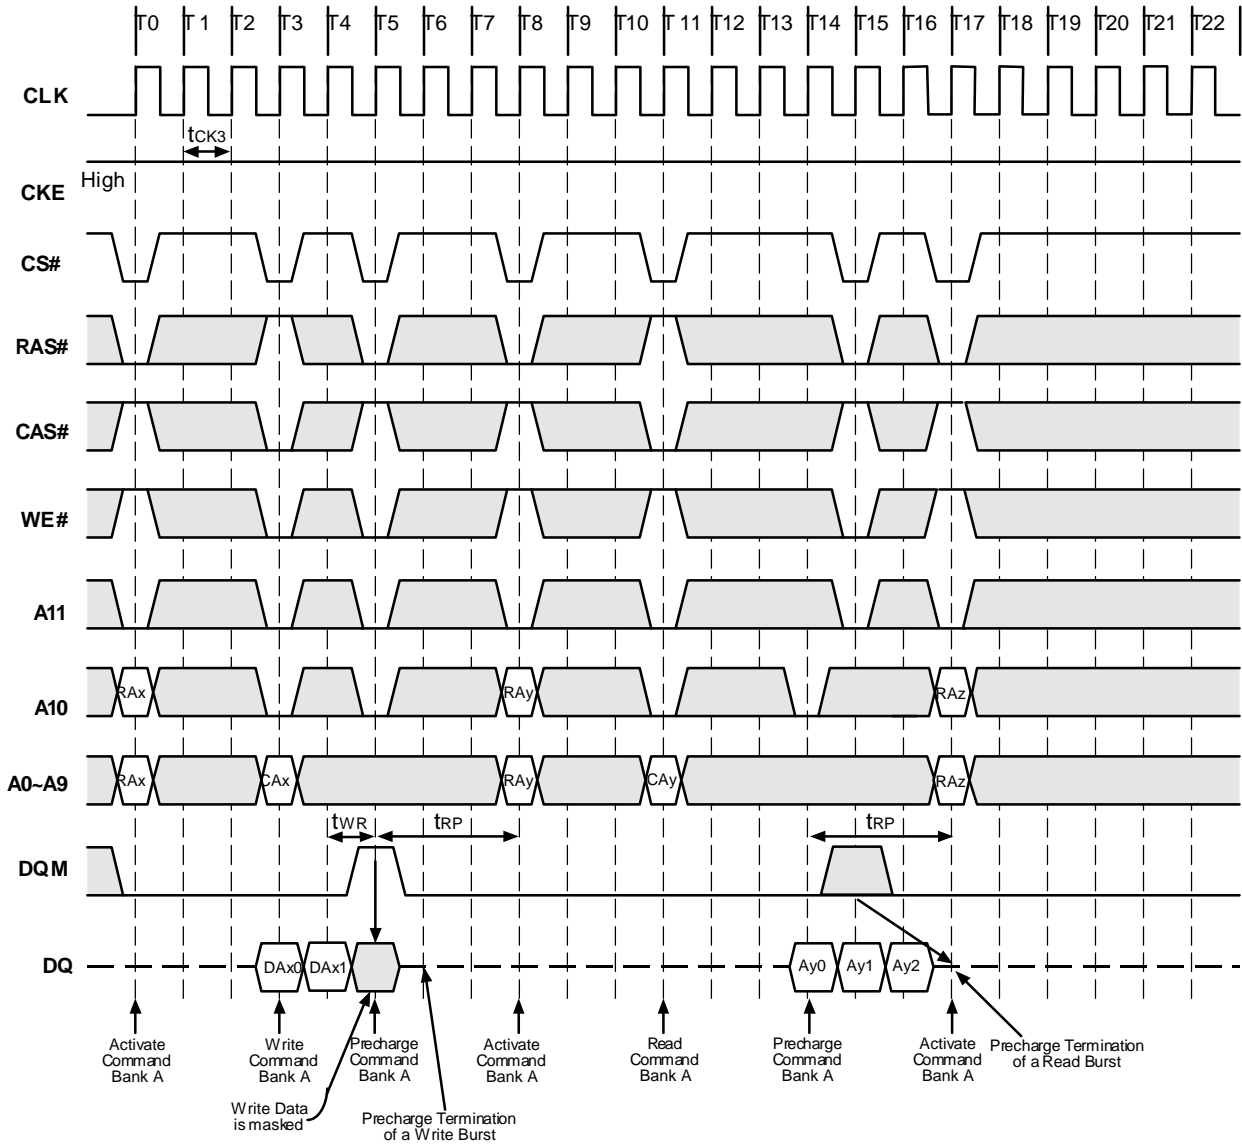 T0 T1 T2 T3 T4 T5 T6 T7 T8 T9 T10 T11 T12 T13 T14 T15 T16 T17 T18 T19 T20 T21 T22
CLK
tCK3
High
CKE
CS#
RAS#
CAS#
WE#
A11
RAx RAy RAz
A10
RAx CAx RAy CAy RAz
A0~A9
tWR tRP tRP
DQM
DQ
DAx0 DAx1 Ay0 Ay1 Ay2
Activate
Command
Bank A
Write
Command
Bank A
Precharge
Command
Bank A
Activate
Command
Bank A
Read
Command
Bank A
Precharge
Command
Bank A
Activate
Command
Bank A
Precharge Termination
of a Read Burst
Write Data
is masked
Precharge Termination
of a Write Burst